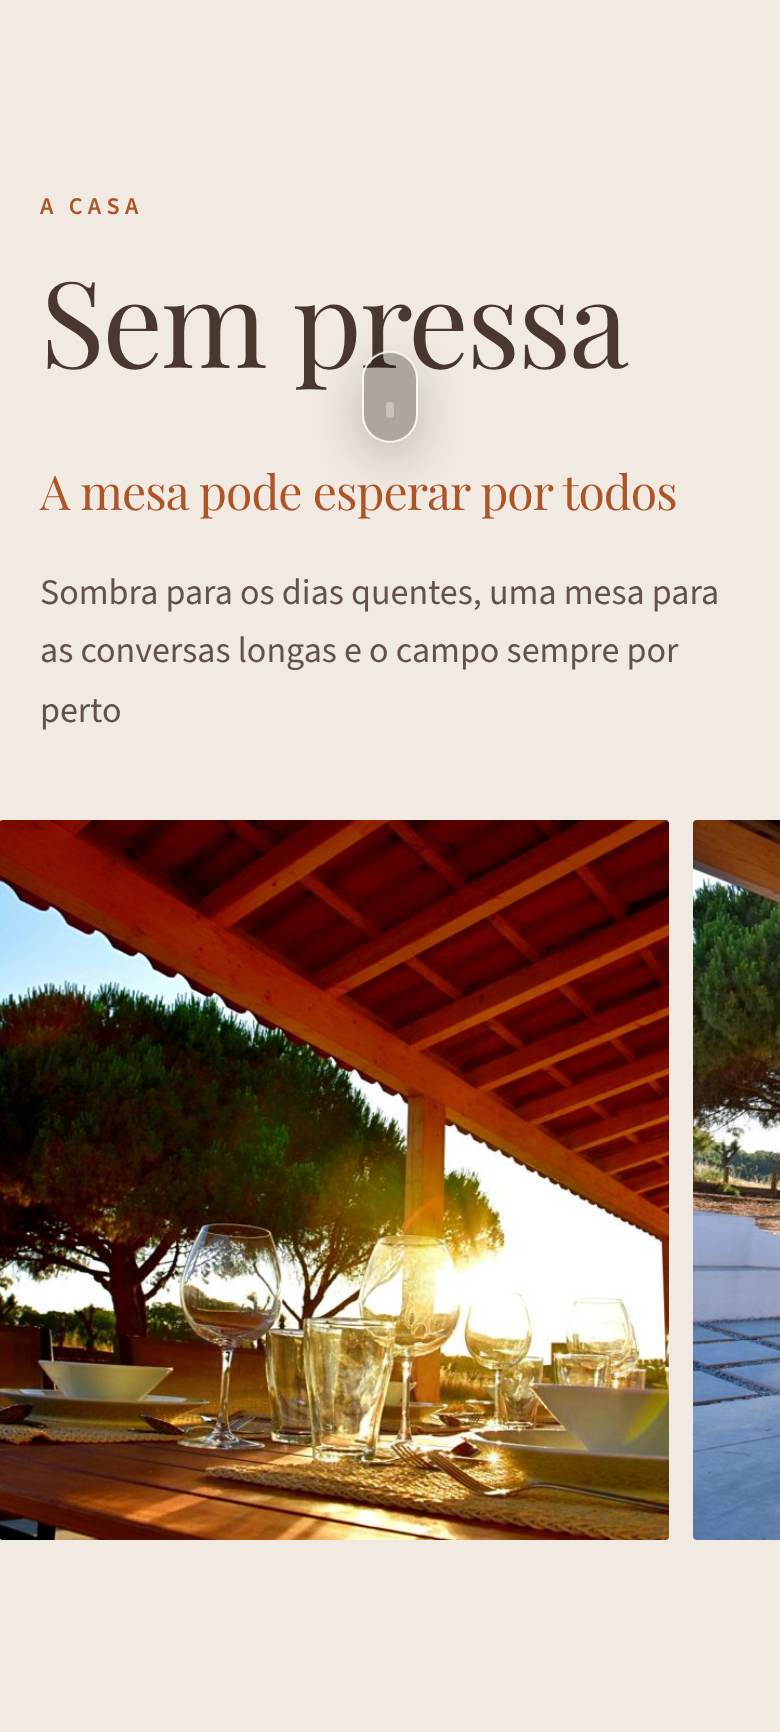 A CASA
Sem pressa
A mesa pode esperar por todos
Sombra para os dias quentes, uma mesa para
as conversas longas e o campo sempre por
perto